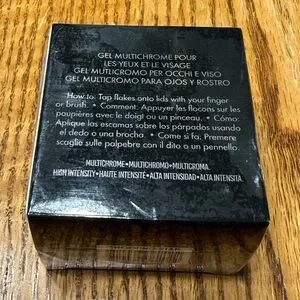 GEL MULTICHROME POUR
LES YEUX ET LE VISAGE
GEL MULTICROMO PER OCCHI E VISO
GEL MULTICROMO PARA OJOS Y ROSTRO
How to: Tap flakes onto lids with your finger
or brush. • Comment: Appuyer les flocons sur les
paupières avec le doigt ou un pinceau. • Cómo:
Aplique las escamas sobre los párpados usando
el dedo o una brocha. • Come si fa: Premere
scaglie sulle palpebre con il dito o un pennello.
MULTICHROME•MULTICHROMO•MULTICROMA
HIGH INTENSITY•HAUTE INTENSITÉ•ALTA INTENSIDAD•ALTA INTENSITÀ